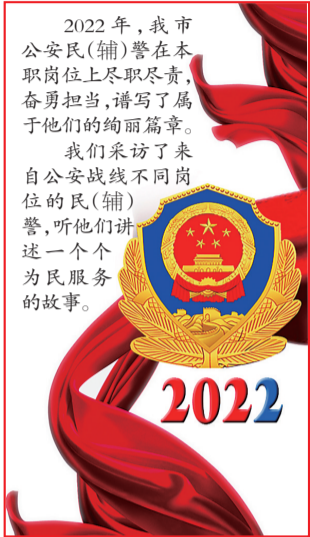 2022年，我市
公安民（辅）警在本
职岗位上尽职尽责，
奋勇担当，谱写了属
于他们的绚丽篇章。
我们采访了来
自公安战线不同岗
位的民（辅）
警，听他们讲
述一个个
为民服务
的故事。
2022